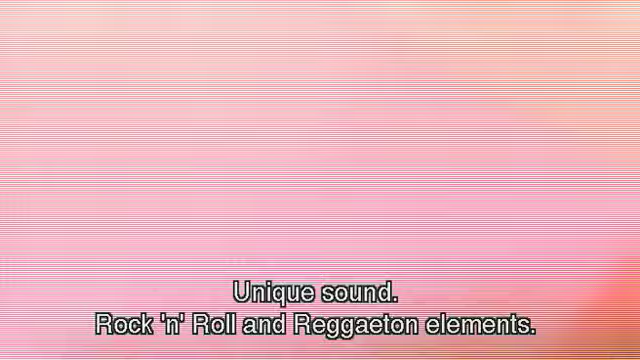 Unique sound.
Rock 'n' Roll and Reggaeton elements.